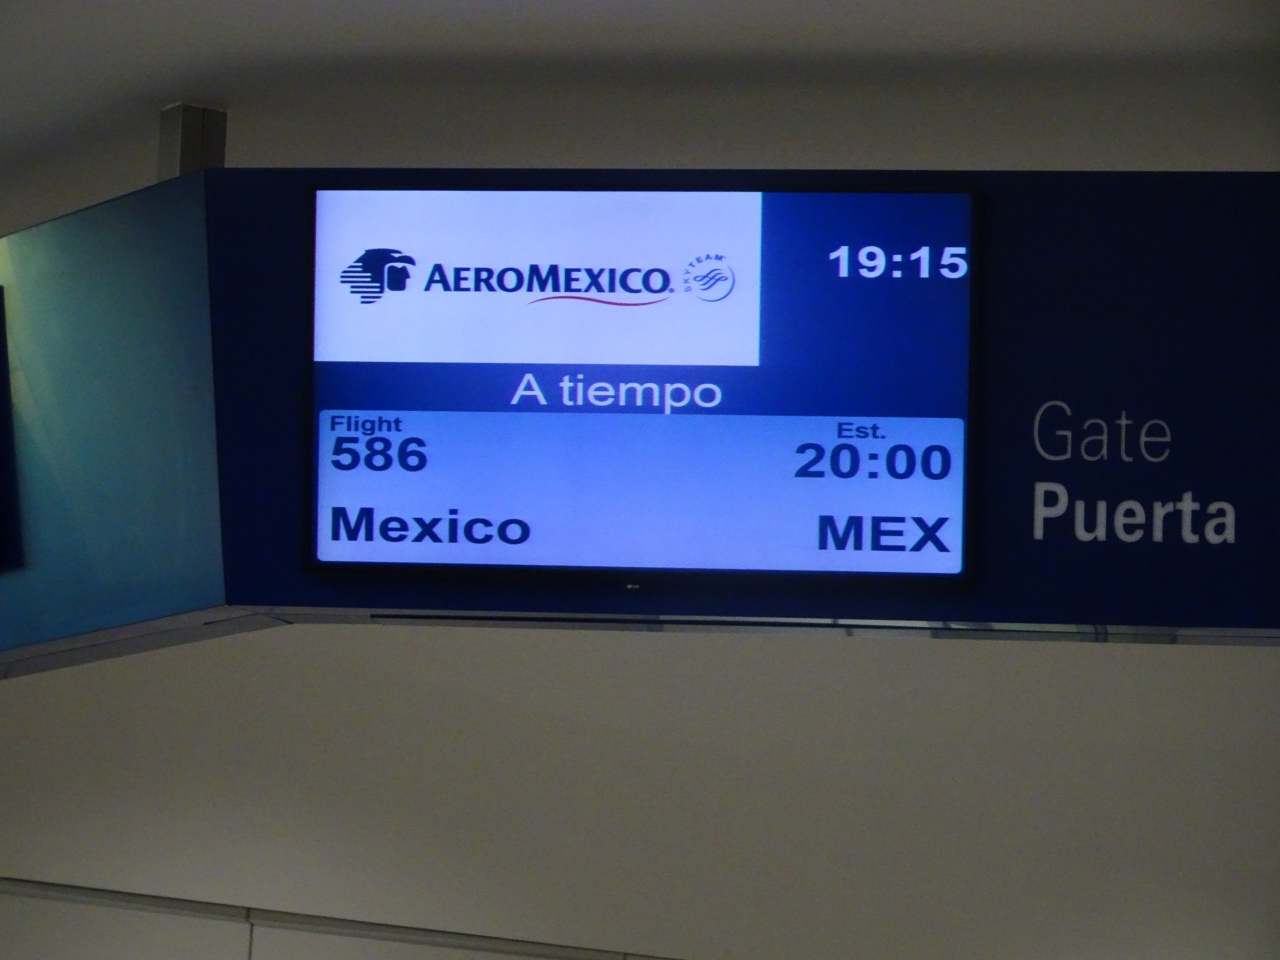 AEROMEXICO
SKYTEAM
19:15
A tiempo
Flight
586
Est.
20:00
Mexico
MEX
Gate
Puerta